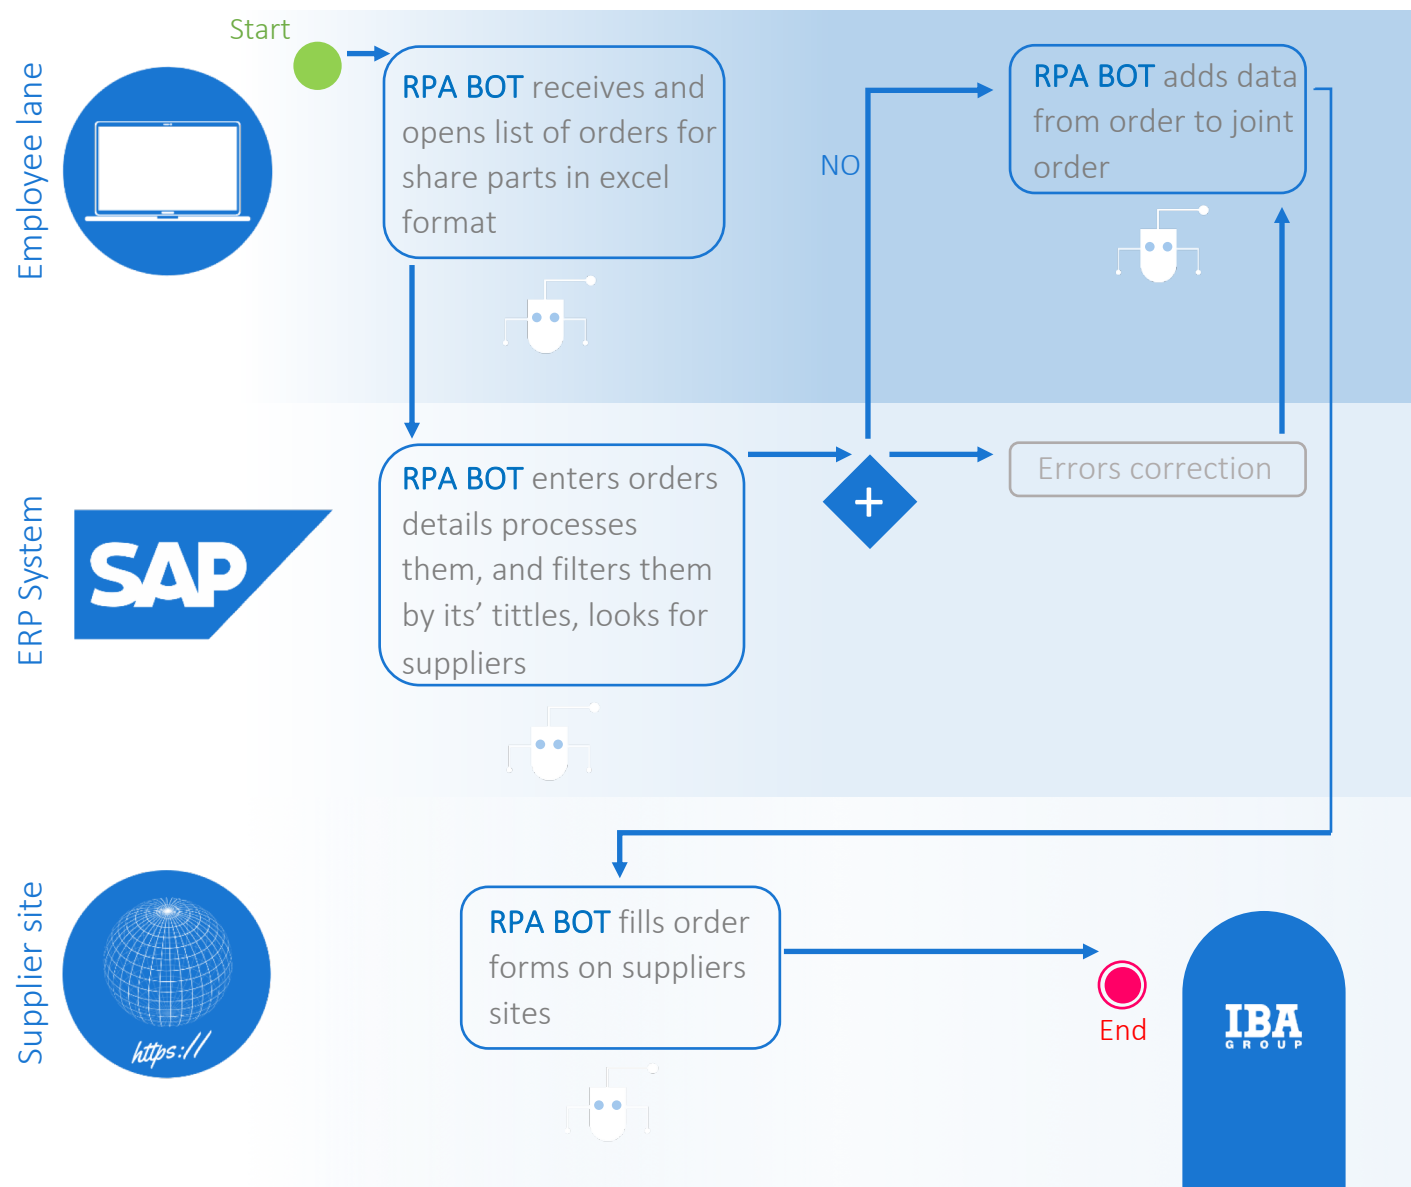 Start
Employee lane
RPA BOT receives and
opens list of orders for
share parts in excel
format
NO
RPA BOT adds data
from order to joint
order
ERP System
SAP
RPA BOT enters orders
details processes
them, and filters them
by its’ tittles, looks for
suppliers
+
Errors correction
Supplier site
https://
RPA BOT fills order
forms on suppliers
sites
End
IBA
GROUP